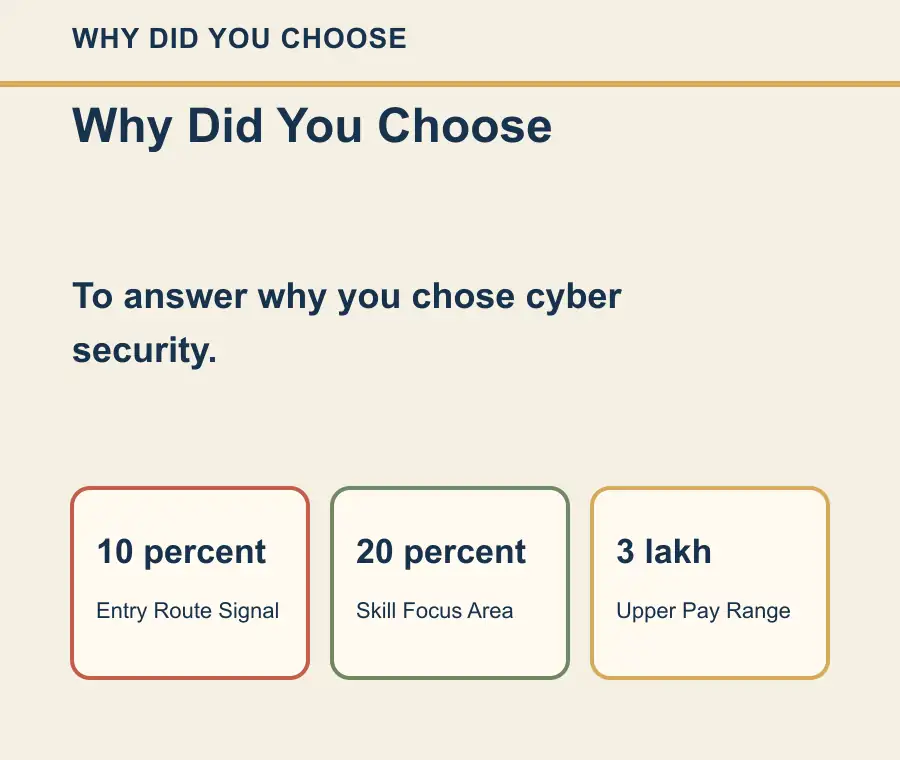 WHY DID YOU CHOOSE
Why Did You Choose
To answer why you chose cyber
security.
10 percent
Entry Route Signal
20 percent
Skill Focus Area
3 lakh
Upper Pay Range